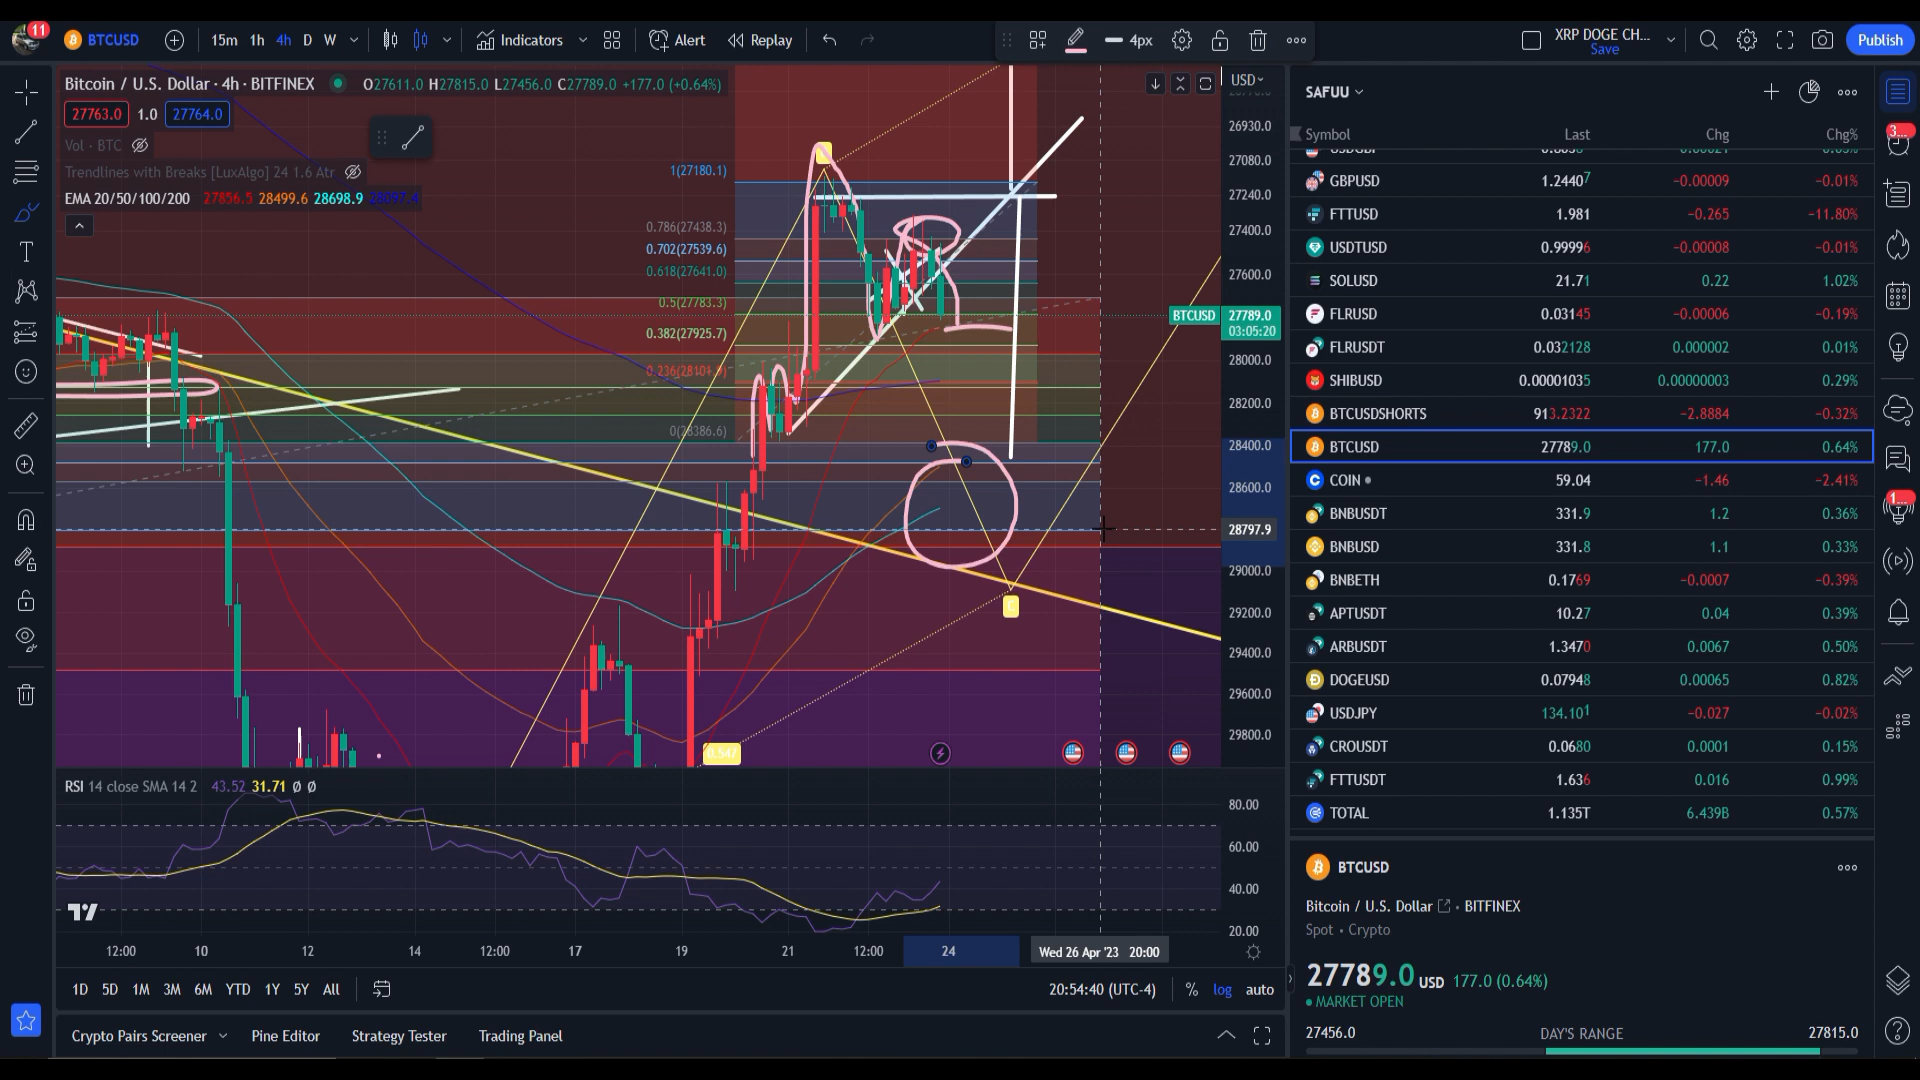 11
BTCUSD
15m 1h 4h D W
Indicators
Alert
Replay
4px
XRP DOGE CH...
Save
Publish
Bitcoin / U.S. Dollar · 4h · BITFINEX
O27611.0 H27815.0 L27456.0 C27789.0 +177.0 (+0.64%)
27763.0 1.0 27764.0
Vol · BTC
Trendlines with Breaks [LuxAlgo] 24 1.6 Atr
EMA 20/50/100/200 27856.5 28499.6 28698.9 28097.4
1(27180.1)
0.786(27438.3)
0.702(27539.6)
0.618(27641.0)
0.5(27783.3)
0.382(27925.7)
0(28386.6)
0.547
USD
26930.0
27080.0
27240.0
27400.0
27600.0
BTCUSD 27789.0
03:05:20
28000.0
28200.0
28400.0
28600.0
28797.9
29000.0
29200.0
29400.0
29600.0
29800.0
RSI 14 close SMA 14 2 43.52 31.71 Ø Ø
80.00
60.00
40.00
20.00
12:00 10 12 14 12:00 17 19 21 12:00 24 Wed 26 Apr '23 20:00
1D 5D 1M 3M 6M YTD 1Y 5Y All
20:54:40 (UTC-4) % log auto
Crypto Pairs Screener Pine Editor Strategy Tester Trading Panel
SAFUU
Symbol Last Chg Chg%
GBPUSD 1.24407 −0.00009 −0.01%
FTTUSD 1.981 −0.265 −11.80%
USDTUSD 0.99996 −0.00008 −0.01%
SOLUSD 21.71 0.22 1.02%
FLRUSD 0.03145 −0.00006 −0.19%
FLRUSDT 0.032128 0.000002 0.01%
SHIBUSD 0.00001035 0.00000003 0.29%
BTCUSDSHORTS 913.2322 −2.8884 −0.32%
BTCUSD 27789.0 177.0 0.64%
COIN 59.04 −1.46 −2.41%
BNBUSDT 331.9 1.2 0.36%
BNBUSD 331.8 1.1 0.33%
BNBETH 0.1769 −0.0007 −0.39%
APTUSDT 10.27 0.04 0.39%
ARBUSDT 1.3470 0.0067 0.50%
DOGEUSD 0.07948 0.00065 0.82%
USDJPY 134.101 −0.027 −0.02%
CROUSDT 0.0680 0.0001 0.15%
FTTUSDT 1.636 0.016 0.99%
TOTAL 1.135T 6.439B 0.57%
BTCUSD
Bitcoin / U.S. Dollar · BITFINEX
Spot • Crypto
27789.0 USD 177.0 (0.64%)
MARKET OPEN
27456.0 DAY'S RANGE 27815.0
3...
1...